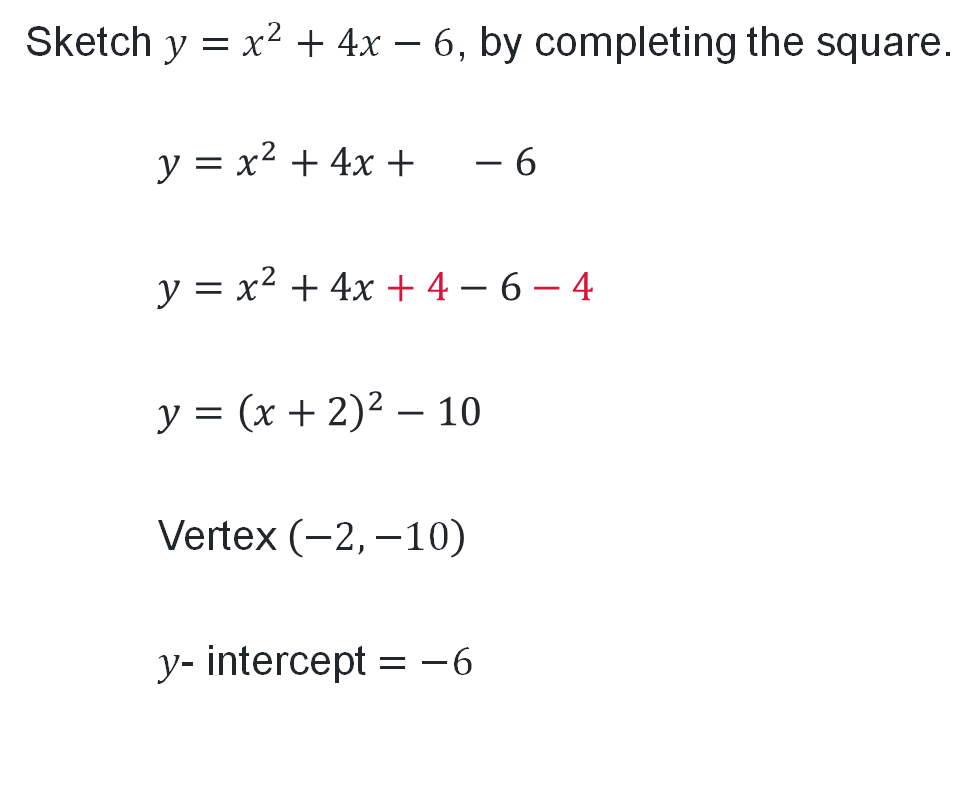 Sketch y = x² + 4x − 6, by completing the square.
y = x² + 4x +     − 6
y = x² + 4x + 4 − 6 − 4
y = (x + 2)² − 10
Vertex (−2, −10)
y- intercept = −6